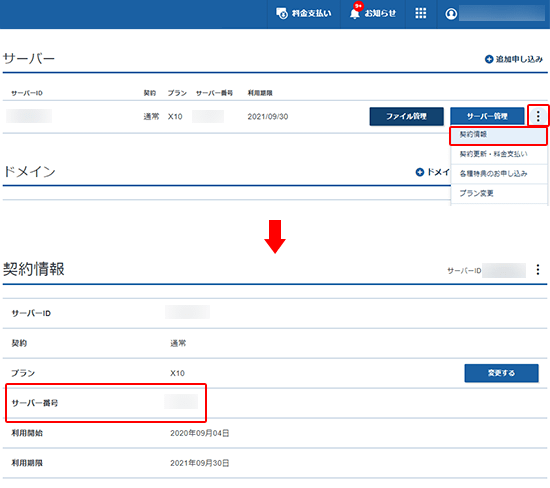 料金支払い 9+ お知らせ
サーバー
追加申し込み
サーバーID 契約 プラン サーバー番号 利用期限
通常 X10 2021/09/30 ファイル管理 サーバー管理
契約情報
契約更新・料金支払い
ドメイン
ドメ
各種特典のお申し込み
プラン変更
契約情報
サーバーID
サーバーID
契約 通常
プラン X10 変更する
サーバー番号
利用開始 2020年09月04日
利用期限 2021年09月30日